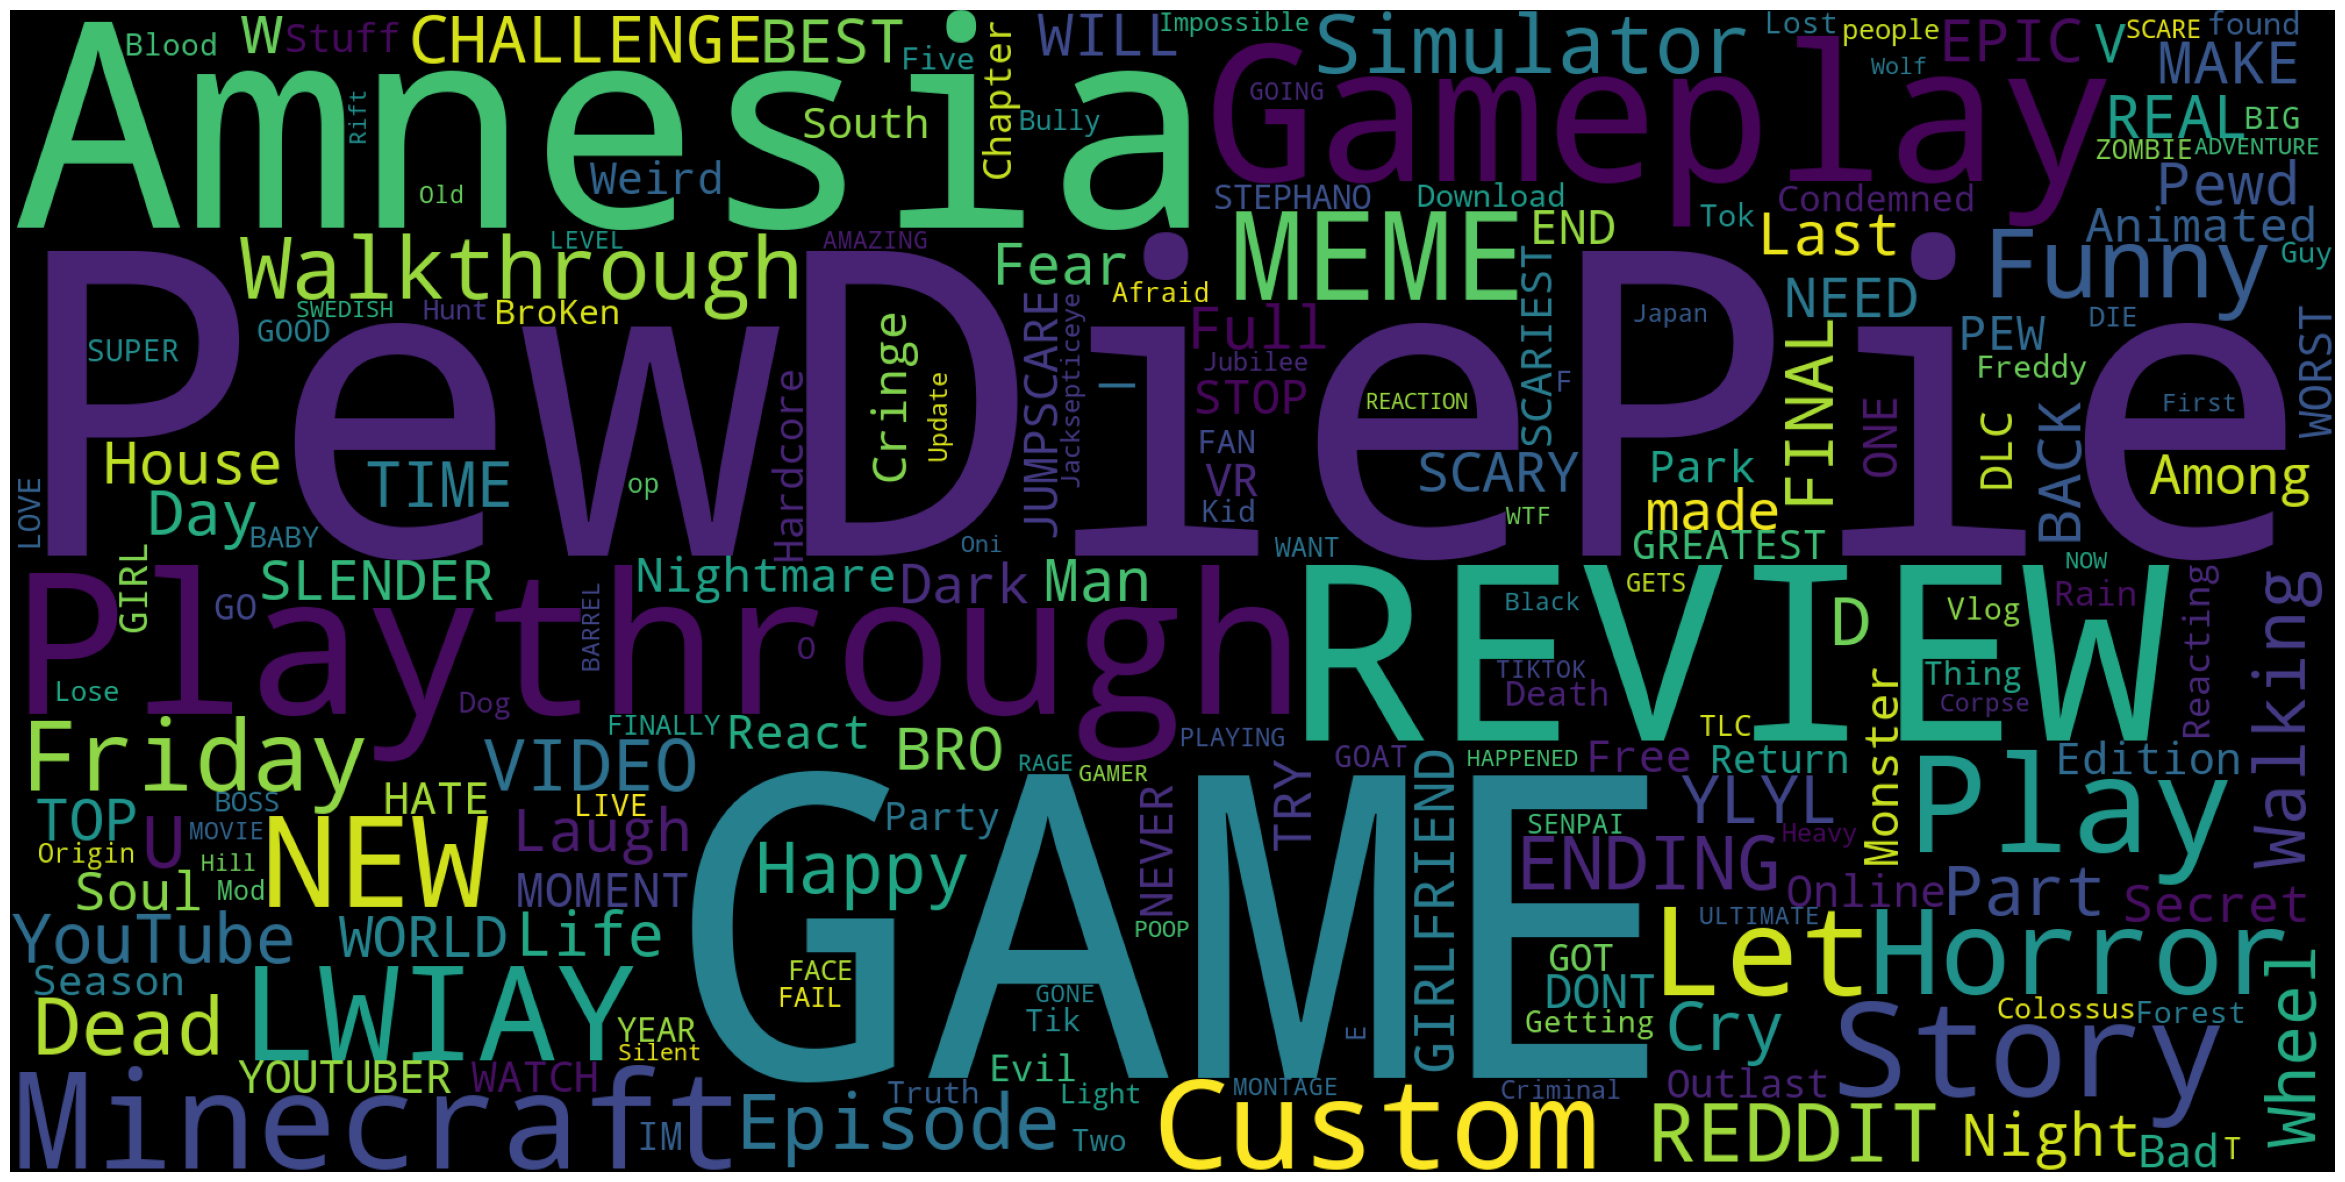 Amnesia
Blood
W
Stuff
CHALLENGE
BEST
Five
Chapter
WILL
Impossible
Simulator
Lost
people
EPIC
V
SCARE
found
Wolf
MAKE
Gameplay
GOING
Rift
South
Bully
REAL
BIG
ZOMBIE
ADVENTURE
Weird
Old
STEPHANO
Download
Tok
Condemned
Pewd
Walkthrough
LEVEL
AMAZING
Fear
MEME
END
Last
Animated
Funny
Guy
PewDiePie
SWEDISH
Hunt
BroKen
Afraid
SUPER
GOOD
Cringe
Update
JUMPSCARE
Jacksepticeye
I
Full
Jubilee
STOP
SCARIEST
Japan
NEED
PEW
DIE
WORST
Freddy
F
REACTION
FINAL
ONE
First
House
TIME
op
Hardcore
FAN
VR
SCARY
Park
DLC
BACK
Among
LOVE
Day
BABY
Kid
WTF
made
Oni
WANT
GREATEST
NOW
GIRL
SLENDER
Nightmare
Dark
Man
GETS
Playthrough
GO
BARREL
O
REVIEW
Black
D
Vlog
Rain
Reacting
Walking
Lose
Dog
TIKTOK
Death
Thing
Corpse
Friday
FINALLY
React
BRO
PLAYING
TLC
Monster
VIDEO
RAGE
GAMER
GOAT
HAPPENED
Free
Return
Edition
Play
TOP
BOSS
HATE
LIVE
Party
NEVER
TRY
GIRLFRIEND
YLYL
MOVIE
Origin
U
Hill
NEW
Laugh
GAME
Happy
SENPAI
Heavy
ENDING
Soul
Mod
MOMENT
Online
Part
Secret
YouTube
WORLD
Life
POOP
ULTIMATE
Let
Horror
Wheel
Season
LWIAY
FACE
FAIL
GONE
GOT
DONT
Dead
YEAR
Silent
Tik
E
Getting
Cry
Story
Colossus
Forest
YOUTUBER
WATCH
Evil
Truth
Light
MONTAGE
Criminal
Outlast
Minecraft
IM
Episode
Two
Custom
REDDIT
Night
Bad
T